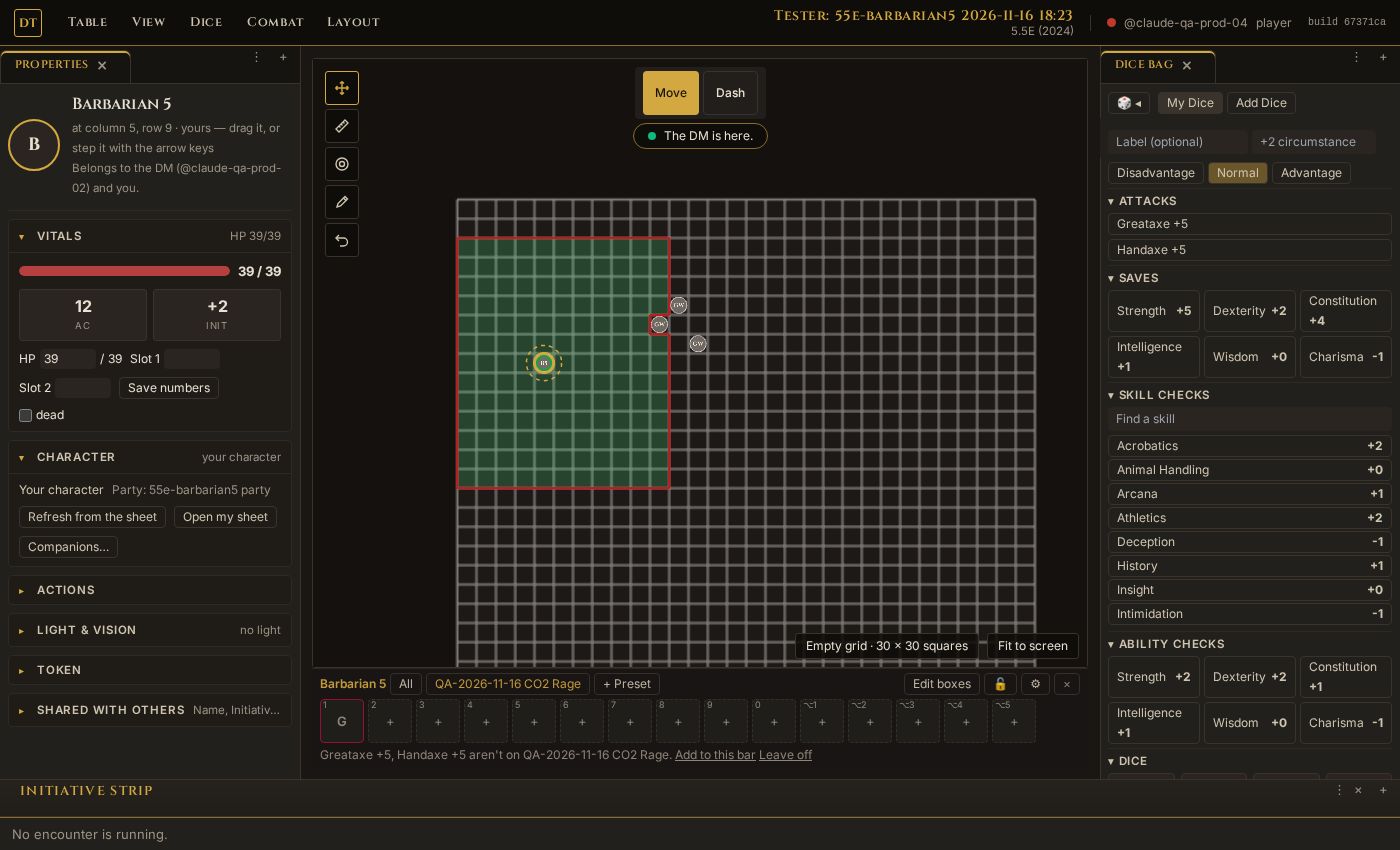 DT TABLE VIEW DICE COMBAT LAYOUT
TESTER: 55E-BARBARIAN5 2026-11-16 18:23
5.5E (2024)
@claude-qa-prod-04 player build 67371ca
PROPERTIES × ⋮ +
BARBARIAN 5
B
at column 5, row 9 · yours — drag it, or
step it with the arrow keys
Belongs to the DM (@claude-qa-prod-
02) and you.
▾ VITALS HP 39/39
39 / 39
12
AC
+2
INIT
HP 39 / 39 Slot 1
Slot 2 Save numbers
dead
▾ CHARACTER your character
Your character Party: 55e-barbarian5 party
Refresh from the sheet Open my sheet
Companions...
▸ ACTIONS
▸ LIGHT & VISION no light
▸ TOKEN
▸ SHARED WITH OTHERS Name, Initiativ...
Move Dash
The DM is here.
GW
GW
GW
Empty grid · 30 × 30 squares Fit to screen
Barbarian 5 All QA-2026-11-16 CO2 Rage + Preset Edit boxes 🔓 ⚙ ×
1 2 3 4 5 6 7 8 9 0 ⌥1 ⌥2 ⌥3 ⌥4 ⌥5
G + + + + + + + + + + + + + +
Greataxe +5, Handaxe +5 aren't on QA-2026-11-16 CO2 Rage. Add to this bar Leave off
DICE BAG × ⋮ +
🎲 ◂ My Dice Add Dice
Label (optional) +2 circumstance
Disadvantage Normal Advantage
▾ ATTACKS
Greataxe +5
Handaxe +5
▾ SAVES
Strength +5 Dexterity +2 Constitution +4
Intelligence +1 Wisdom +0 Charisma -1
▾ SKILL CHECKS
Find a skill
Acrobatics +2
Animal Handling +0
Arcana +1
Athletics +2
Deception -1
History +1
Insight +0
Intimidation -1
▾ ABILITY CHECKS
Strength +2 Dexterity +2 Constitution +1
Intelligence +1 Wisdom +0 Charisma -1
▾ DICE
INITIATIVE STRIP ⋮ × +
No encounter is running.